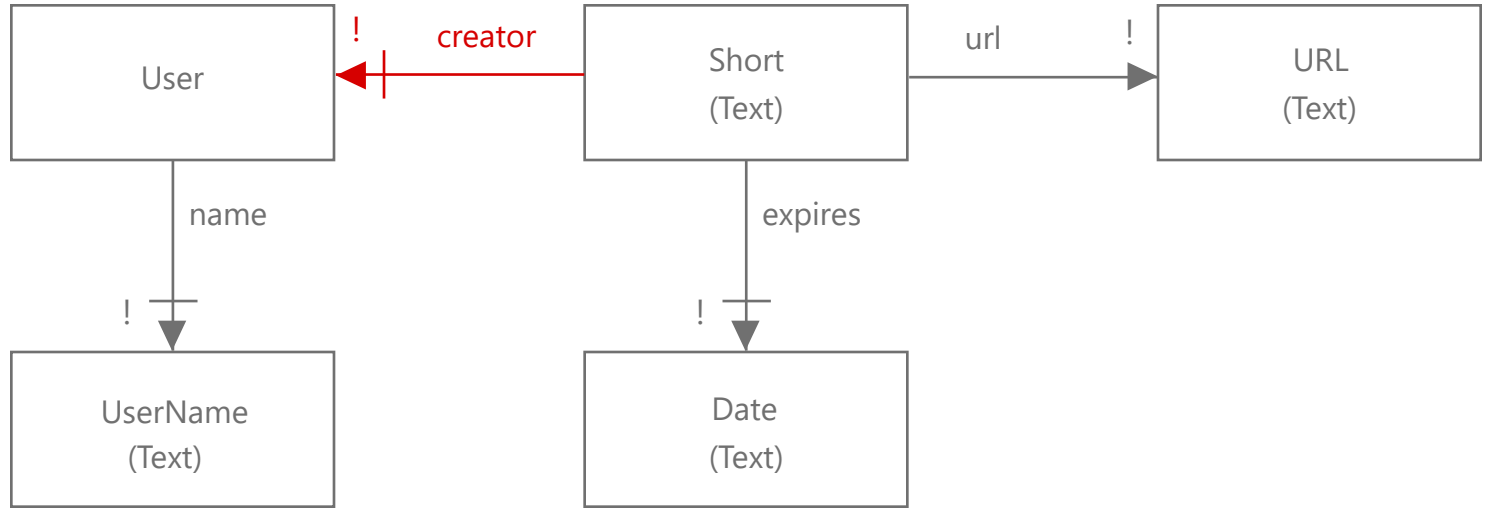 !
creator
url
!
User
Short
(Text)
URL
(Text)
name
expires
!
!
UserName
(Text)
Date
(Text)